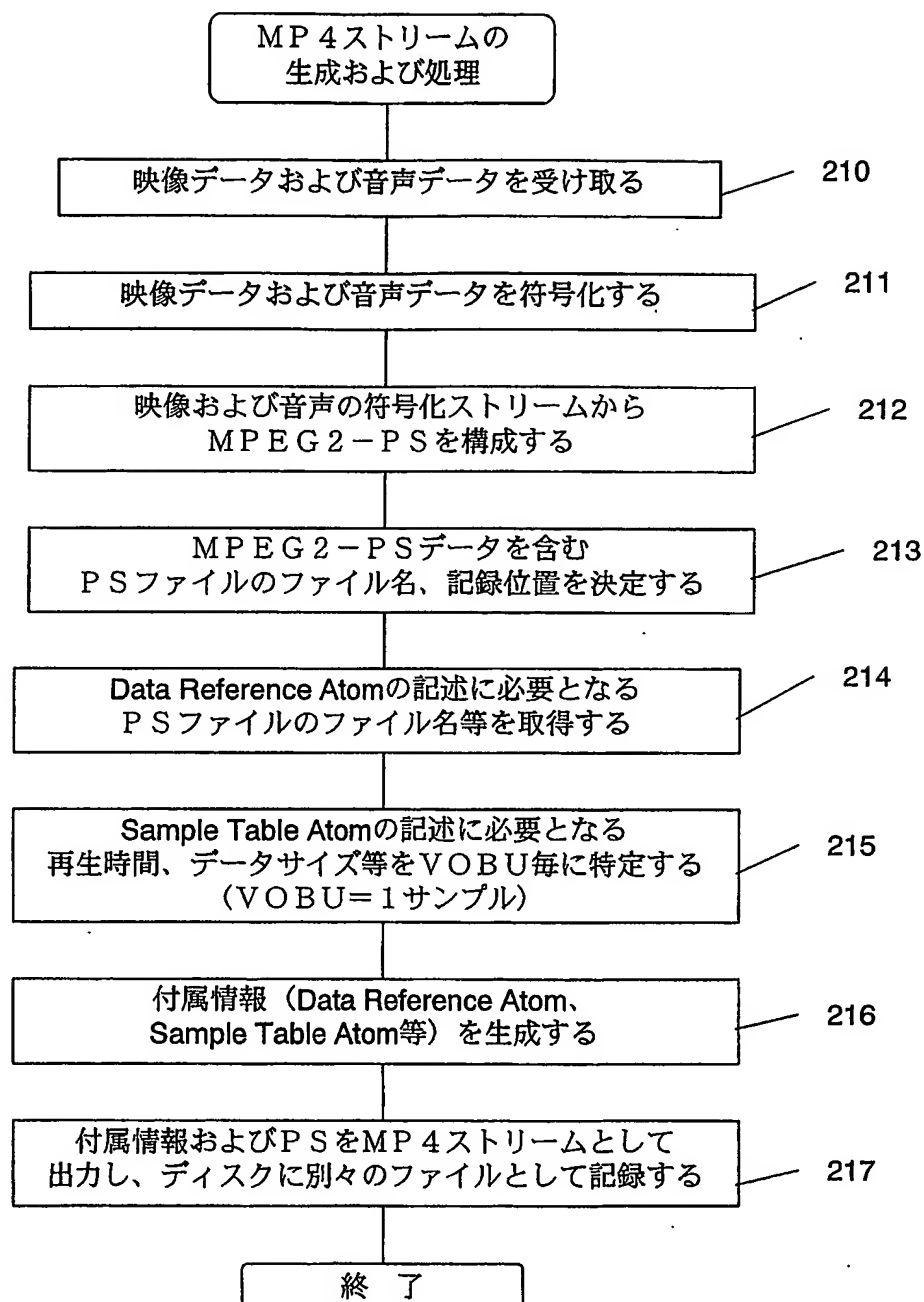 ＭＰ４ストリームの
生成および処理
映像データおよび音声データを受け取る
210
映像データおよび音声データを符号化する
211
映像および音声の符号化ストリームから
ＭＰＥＧ２－ＰＳを構成する
212
ＭＰＥＧ２－ＰＳデータを含む
ＰＳファイルのファイル名、記録位置を決定する
213
Data Reference Atomの記述に必要となる
ＰＳファイルのファイル名等を取得する
214
Sample Table Atomの記述に必要となる
再生時間、データサイズ等をＶＯＢＵ毎に特定する
（ＶＯＢＵ＝１サンプル）
215
付属情報（Data Reference Atom、
Sample Table Atom等）を生成する
216
付属情報およびＰＳをＭＰ４ストリームとして
出力し、ディスクに別々のファイルとして記録する
217
終 了